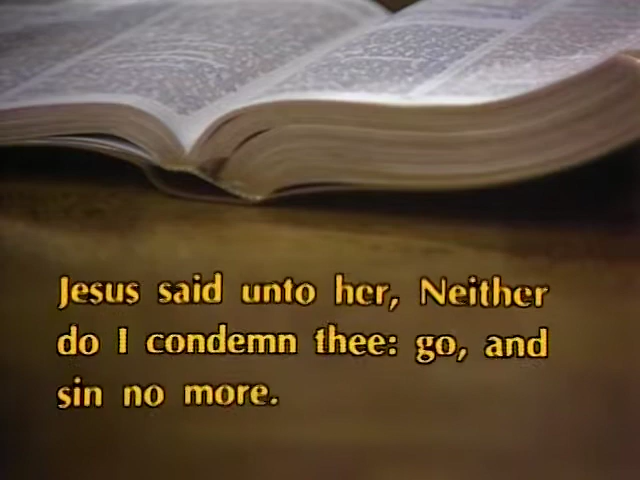 Jesus said unto her, Neither
do I condemn thee: go, and
sin no more.